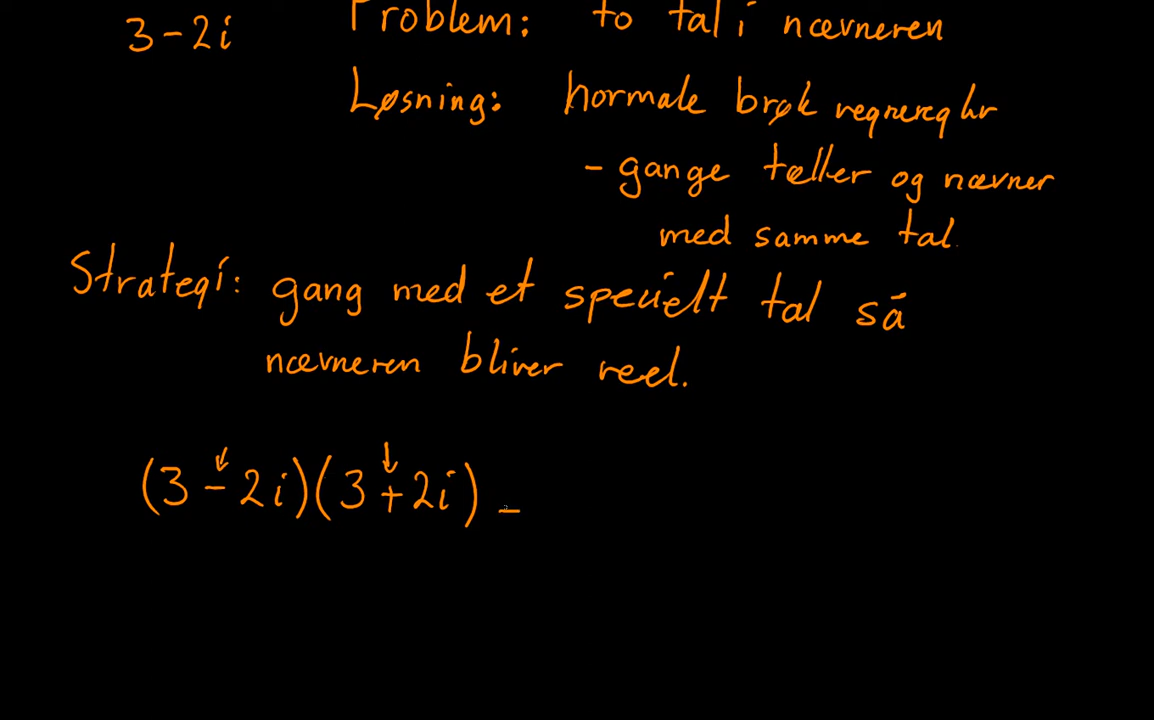 3-2i Problem: to tal i nævneren
Løsning: normale brøk regneregler
- gange tæller og nævner
med samme tal.
Strategi: gang med et specielt tal så
nævneren bliver reel.
(3-2i)(3+2i) =